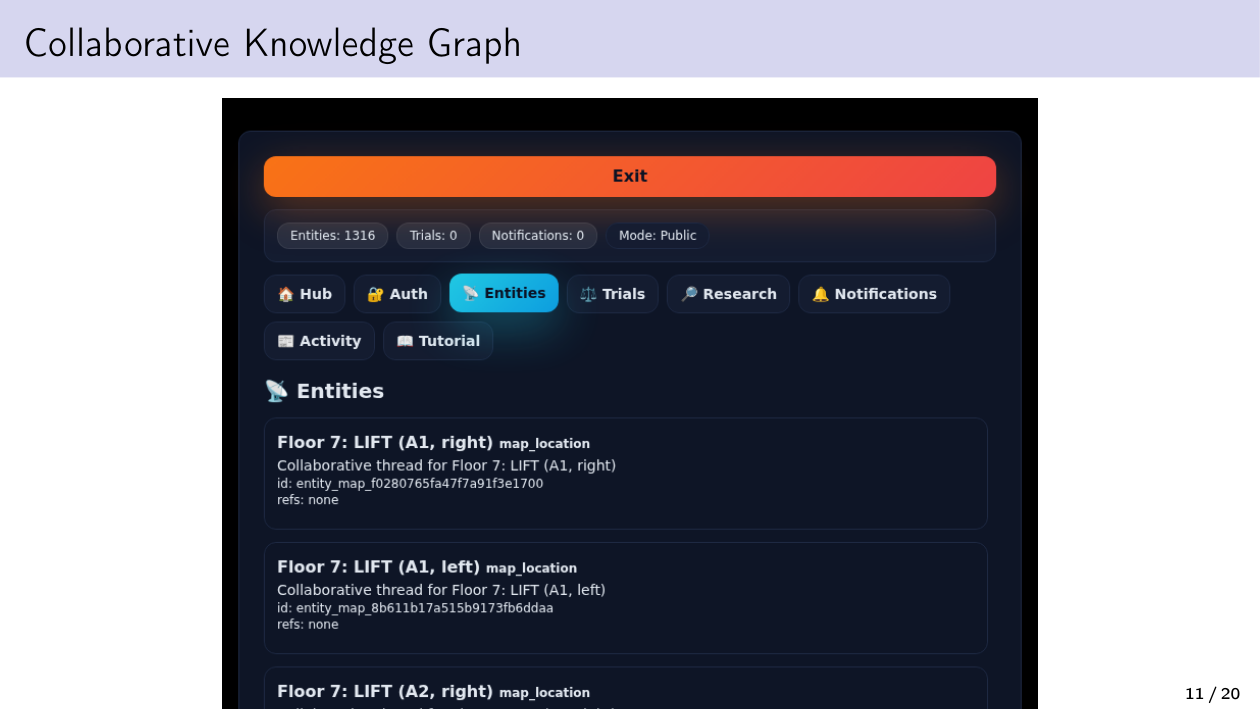 Collaborative Knowledge Graph
Exit
Entities: 1316 Trials: 0 Notifications: 0 Mode: Public
🏠 Hub 🔐 Auth 📡 Entities ⚖️ Trials 🔎 Research 🔔 Notifications
📰 Activity 📖 Tutorial
📡 Entities
Floor 7: LIFT (A1, right) map_location
Collaborative thread for Floor 7: LIFT (A1, right)
id: entity_map_f0280765fa47f7a91f3e1700
refs: none
Floor 7: LIFT (A1, left) map_location
Collaborative thread for Floor 7: LIFT (A1, left)
id: entity_map_8b611b17a515b9173fb6ddaa
refs: none
Floor 7: LIFT (A2, right) map_location
11 / 20